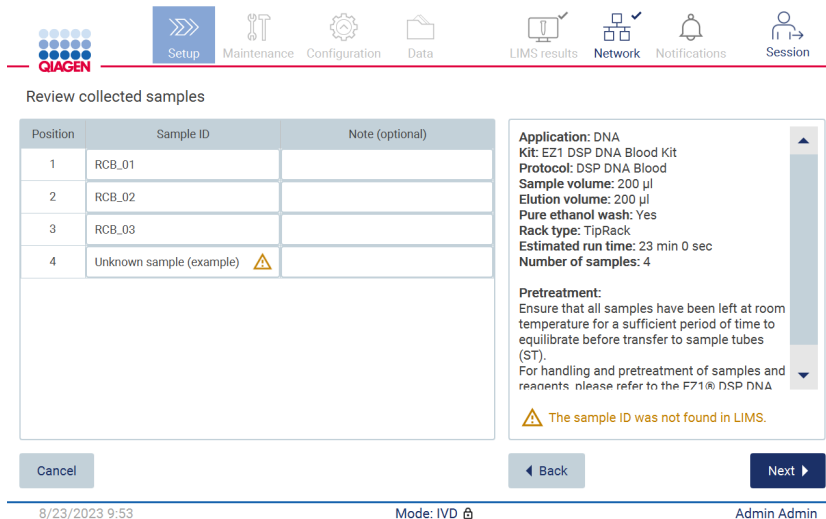 QIAGEN
Setup
Maintenance
Configuration
Data
LIMS results
Network
Notifications
Session
Review collected samples
Position Sample ID Note (optional)
1 RCB_01
2 RCB_02
3 RCB_03
4 Unknown sample (example)
Application: DNA
Kit: EZ1 DSP DNA Blood Kit
Protocol: DSP DNA Blood
Sample volume: 200 µl
Elution volume: 200 µl
Pure ethanol wash: Yes
Rack type: TipRack
Estimated run time: 23 min 0 sec
Number of samples: 4
Pretreatment:
Ensure that all samples have been left at room
temperature for a sufficient period of time to
equilibrate before transfer to sample tubes
(ST).
For handling and pretreatment of samples and
reagents, please refer to the EZ1® DSP DNA
The sample ID was not found in LIMS.
Cancel
Back
Next
8/23/2023 9:53
Mode: IVD
Admin Admin